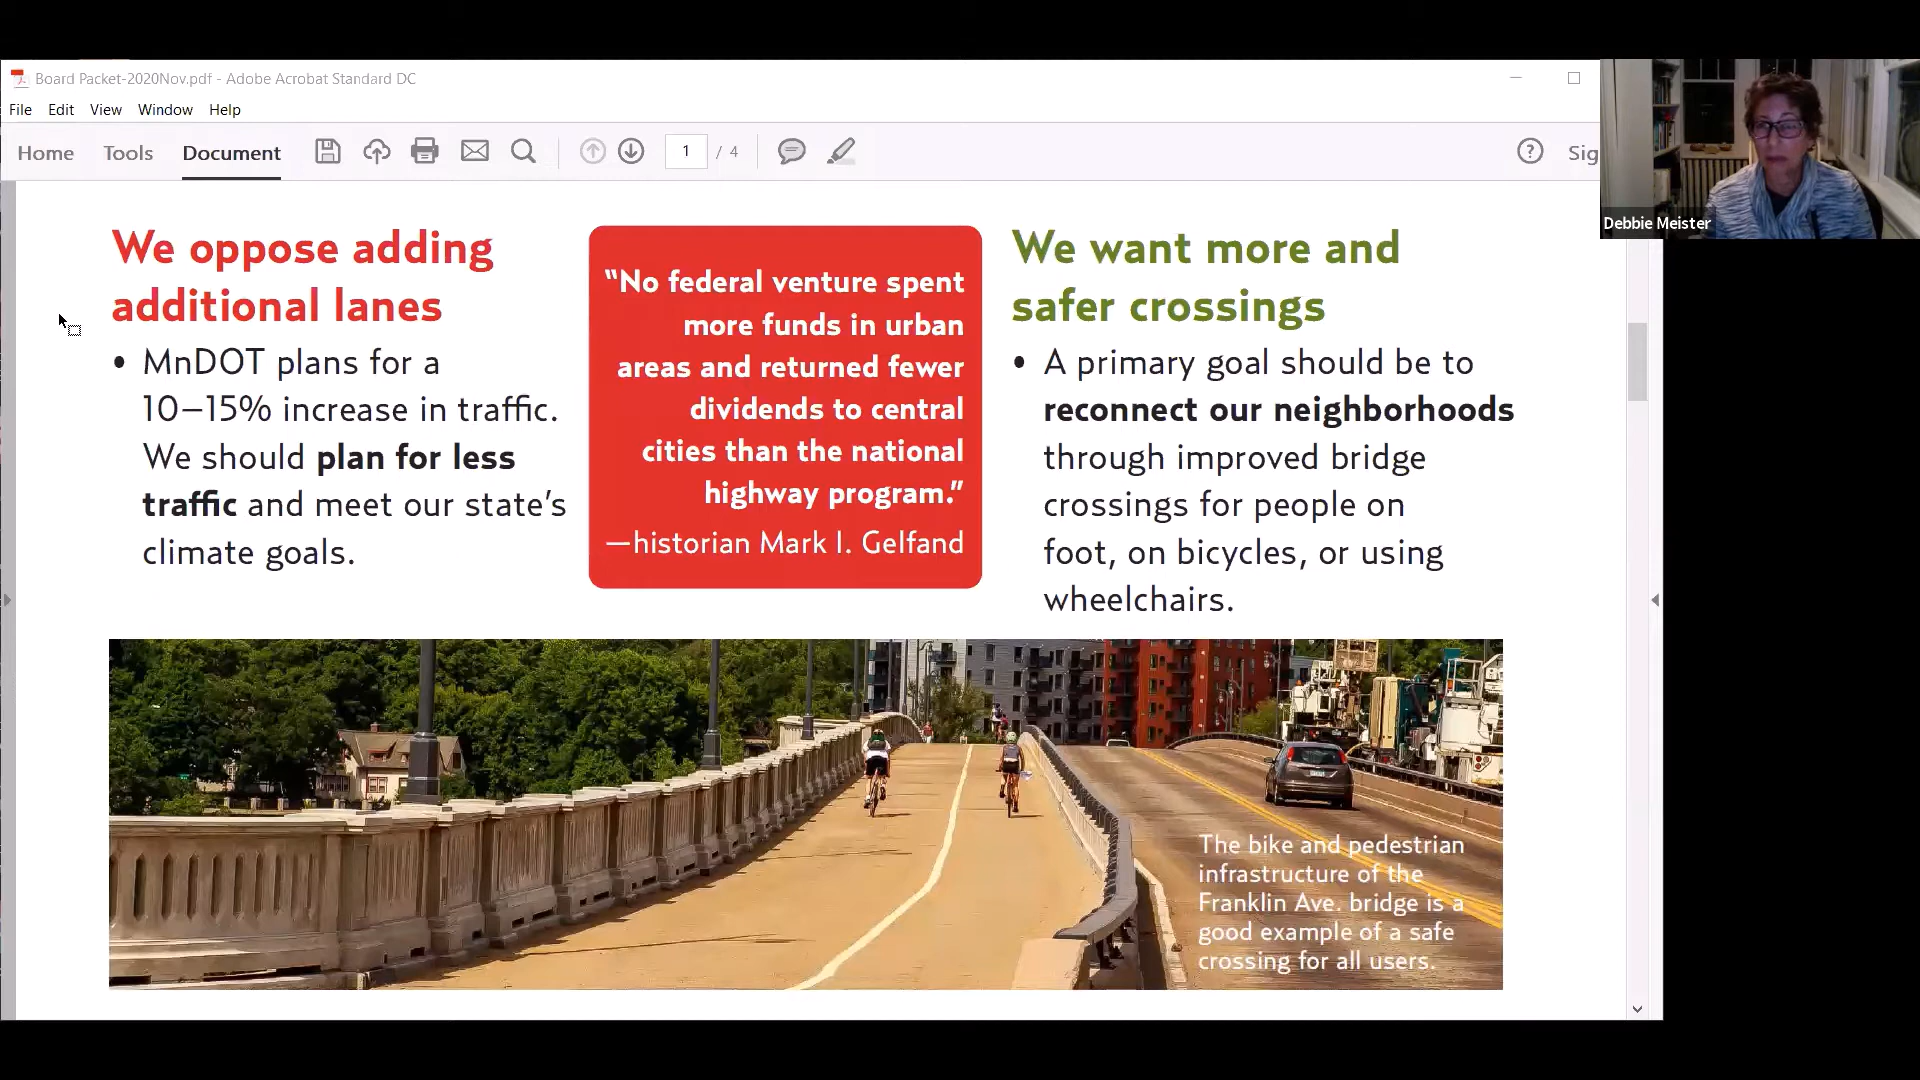 Board Packet-2020Nov.pdf - Adobe Acrobat Standard DC
File Edit View Window Help
Home Tools Document 1 / 4 Sig
Debbie Meister
We oppose adding
additional lanes
• MnDOT plans for a
10–15% increase in traffic.
We should plan for less
traffic and meet our state’s
climate goals.
“No federal venture spent
more funds in urban
areas and returned fewer
dividends to central
cities than the national
highway program.”
—historian Mark I. Gelfand
We want more and
safer crossings
• A primary goal should be to
reconnect our neighborhoods
through improved bridge
crossings for people on
foot, on bicycles, or using
wheelchairs.
The bike and pedestrian
infrastructure of the
Franklin Ave. bridge is a
good example of a safe
crossing for all users.